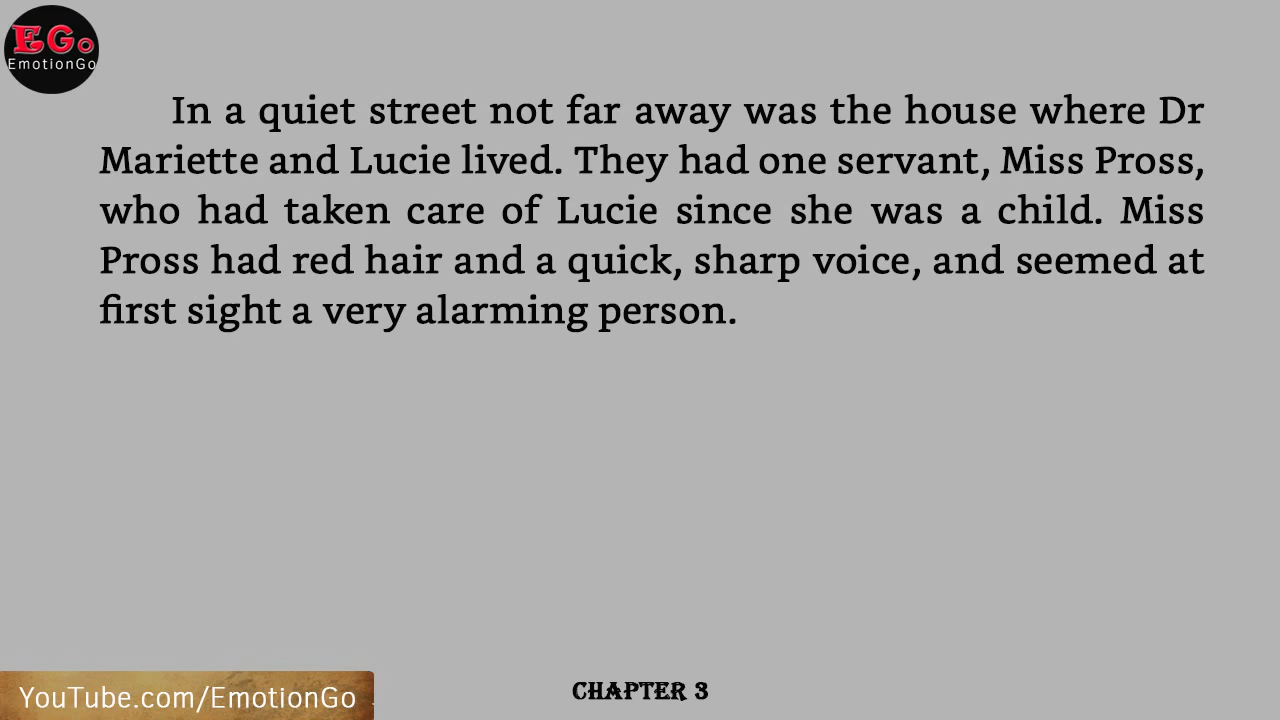 EGo
EmotionGo
In a quiet street not far away was the house where Dr
Mariette and Lucie lived. They had one servant, Miss Pross,
who had taken care of Lucie since she was a child. Miss
Pross had red hair and a quick, sharp voice, and seemed at
first sight a very alarming person.
YouTube.com/EmotionGo
CHAPTER 3